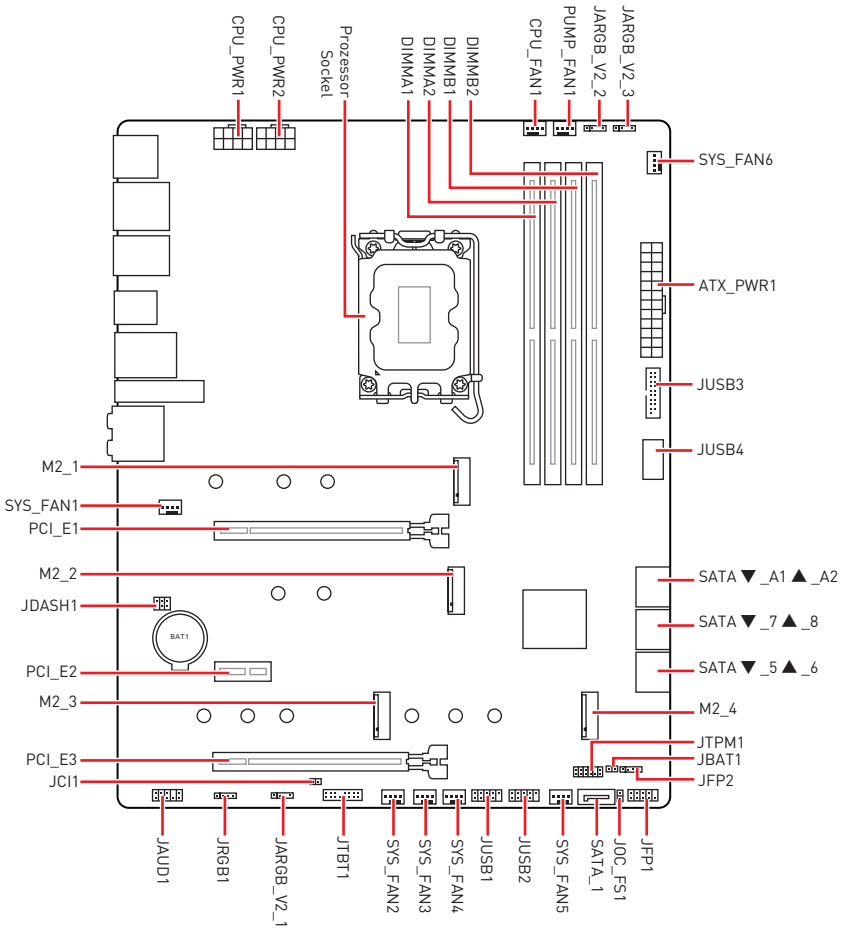 CPU_PWR1
CPU_PWR2
Prozessor
Sockel
DIMMA1
DIMMA2
DIMMB1
DIMMB2
CPU_FAN1
PUMP_FAN1
JARGB_V2_2
JARGB_V2_3
SYS_FAN6
ATX_PWR1
JUSB3
JUSB4
M2_1
SYS_FAN1
PCI_E1
M2_2
SATA ▼ _A1 ▲ _A2
JDASH1
SATA ▼ _7 ▲ _8
BAT1
PCI_E2
SATA ▼ _5 ▲ _6
M2_3
M2_4
JTPM1
PCI_E3
JBAT1
JCI1
JFP2
JAUD1
JRGB1
JARGB_V2_1
JTBT1
SYS_FAN2
SYS_FAN3
SYS_FAN4
JUSB1
JUSB2
SYS_FAN5
SATA_1
JOC_FS1
JFP1